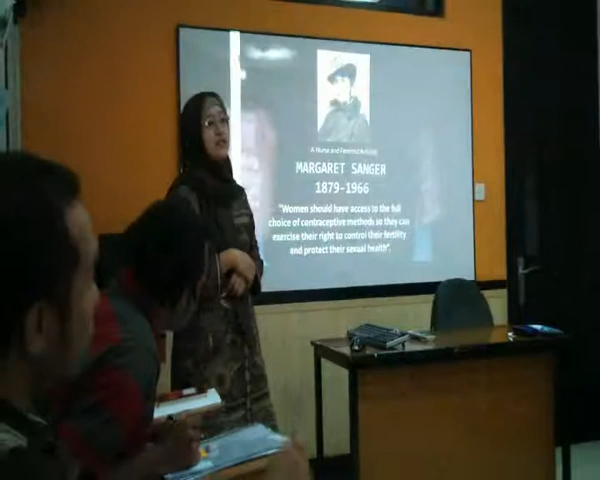 A Nurse and Feminist Activist
MARGARET SANGER
1879-1966
"Women should have access to the full
choice of contraceptive methods so they can
exercise their right to control their fertility
and protect their sexual health".